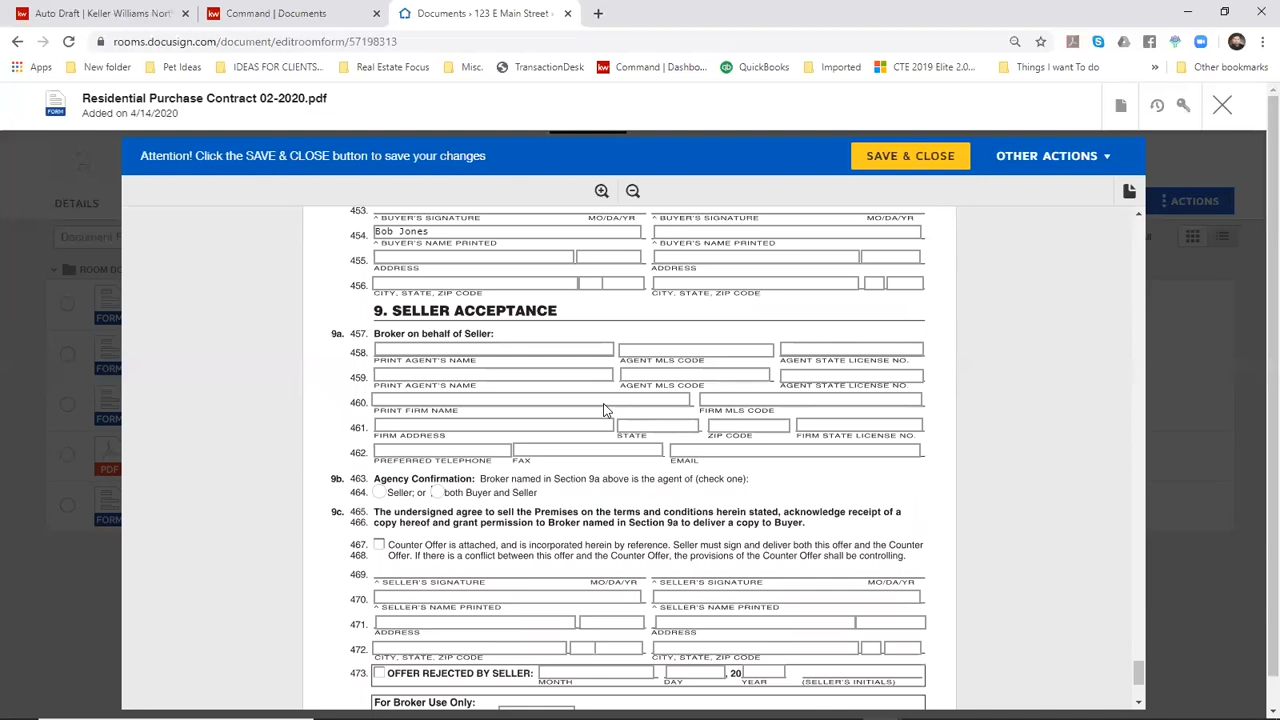 Auto Draft | Keller Williams Nort
Command | Documents
Documents › 123 E Main Street
rooms.docusign.com/document/editroomform/57198313
Apps
New folder
Pet Ideas
IDEAS FOR CLIENTS...
Real Estate Focus
Misc.
TransactionDesk
Command | Dashbo...
QuickBooks
Imported
CTE 2019 Elite 2.0...
Things I want To do
»
Other bookmarks
FORM
Residential Purchase Contract 02-2020.pdf
Added on 4/14/2020
Attention! Click the SAVE & CLOSE button to save your changes
SAVE & CLOSE
OTHER ACTIONS
DETAILS
ACTIONS
Document F
ROOM DO
FORM
FORM
FORM
PDF
FORM
453.
^ BUYER'S SIGNATURE MO/DA/YR ^ BUYER'S SIGNATURE MO/DA/YR
454. Bob Jones
^ BUYER'S NAME PRINTED ^ BUYER'S NAME PRINTED
455.
ADDRESS ADDRESS
456.
CITY, STATE, ZIP CODE CITY, STATE, ZIP CODE
9. SELLER ACCEPTANCE
9a. 457. Broker on behalf of Seller:
458.
PRINT AGENT'S NAME AGENT MLS CODE AGENT STATE LICENSE NO.
459.
PRINT AGENT'S NAME AGENT MLS CODE AGENT STATE LICENSE NO.
460.
PRINT FIRM NAME FIRM MLS CODE
461.
FIRM ADDRESS STATE ZIP CODE FIRM STATE LICENSE NO.
462.
PREFERRED TELEPHONE FAX EMAIL
9b. 463. Agency Confirmation: Broker named in Section 9a above is the agent of (check one):
464. Seller; or both Buyer and Seller
9c. 465. The undersigned agree to sell the Premises on the terms and conditions herein stated, acknowledge receipt of a
466. copy hereof and grant permission to Broker named in Section 9a to deliver a copy to Buyer.
467. Counter Offer is attached, and is incorporated herein by reference. Seller must sign and deliver both this offer and the Counter
468. Offer. If there is a conflict between this offer and the Counter Offer, the provisions of the Counter Offer shall be controlling.
469.
^ SELLER'S SIGNATURE MO/DA/YR ^ SELLER'S SIGNATURE MO/DA/YR
470.
^ SELLER'S NAME PRINTED ^ SELLER'S NAME PRINTED
471.
ADDRESS ADDRESS
472.
CITY, STATE, ZIP CODE CITY, STATE, ZIP CODE
473. OFFER REJECTED BY SELLER: , 20
MONTH DAY YEAR (SELLER'S INITIALS)
For Broker Use Only: